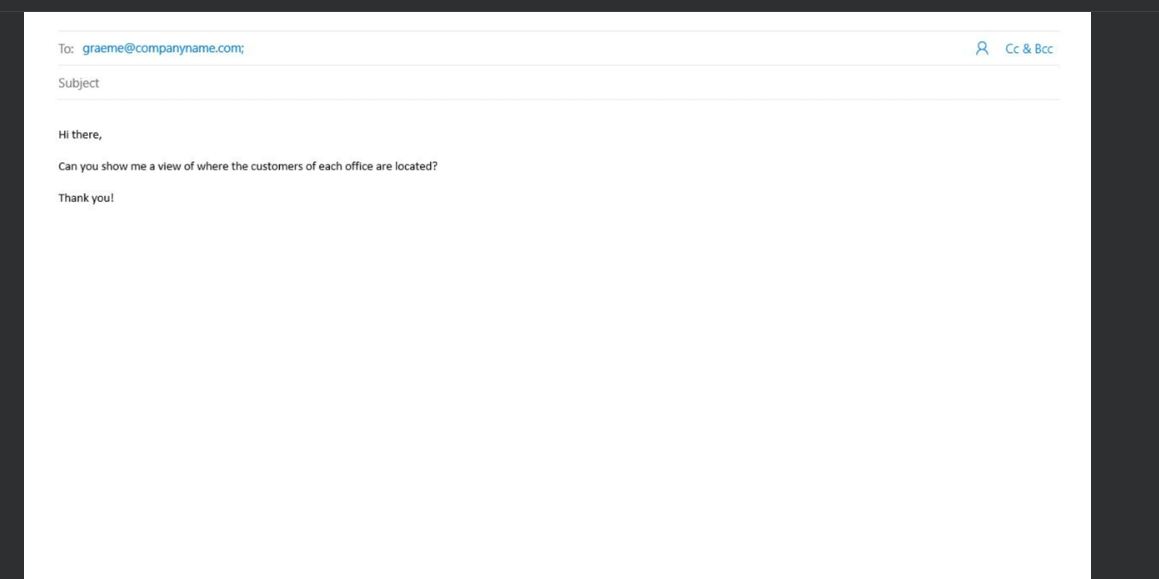 To: graeme@companyname.com; Cc & Bcc
Subject
Hi there,
Can you show me a view of where the customers of each office are located?
Thank you!